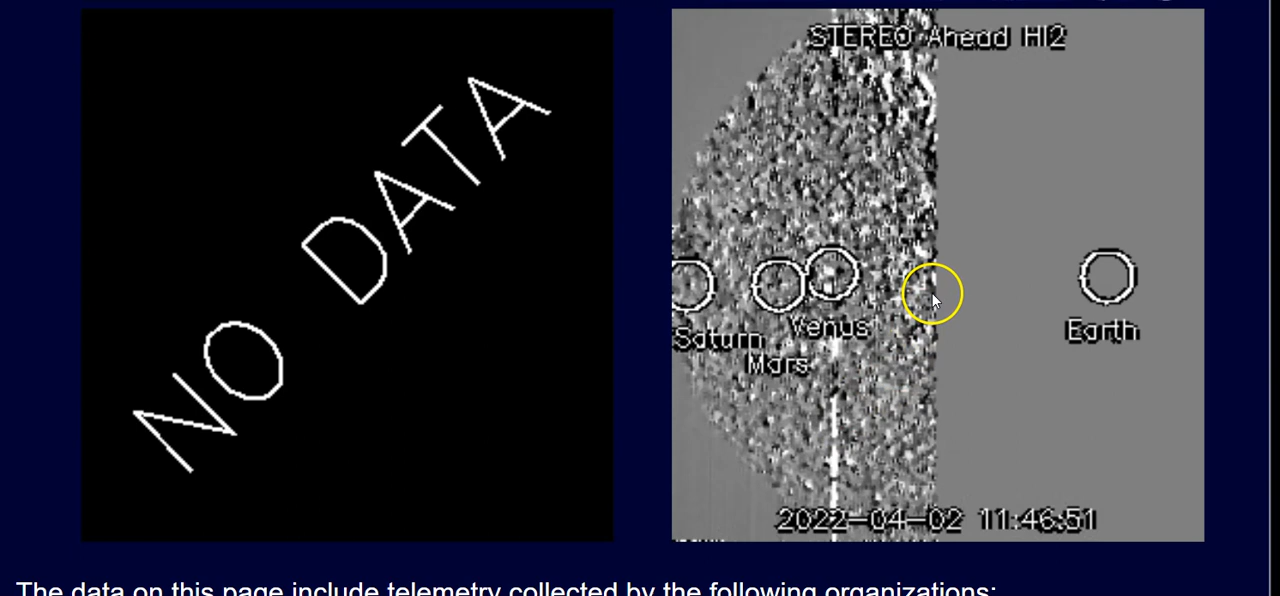 NO DATA
STEREO Ahead HI2
Saturn
Venus
Mars
Earth
2022-04-02 11:46:51
The data on this page include telemetry collected by the following organizations: